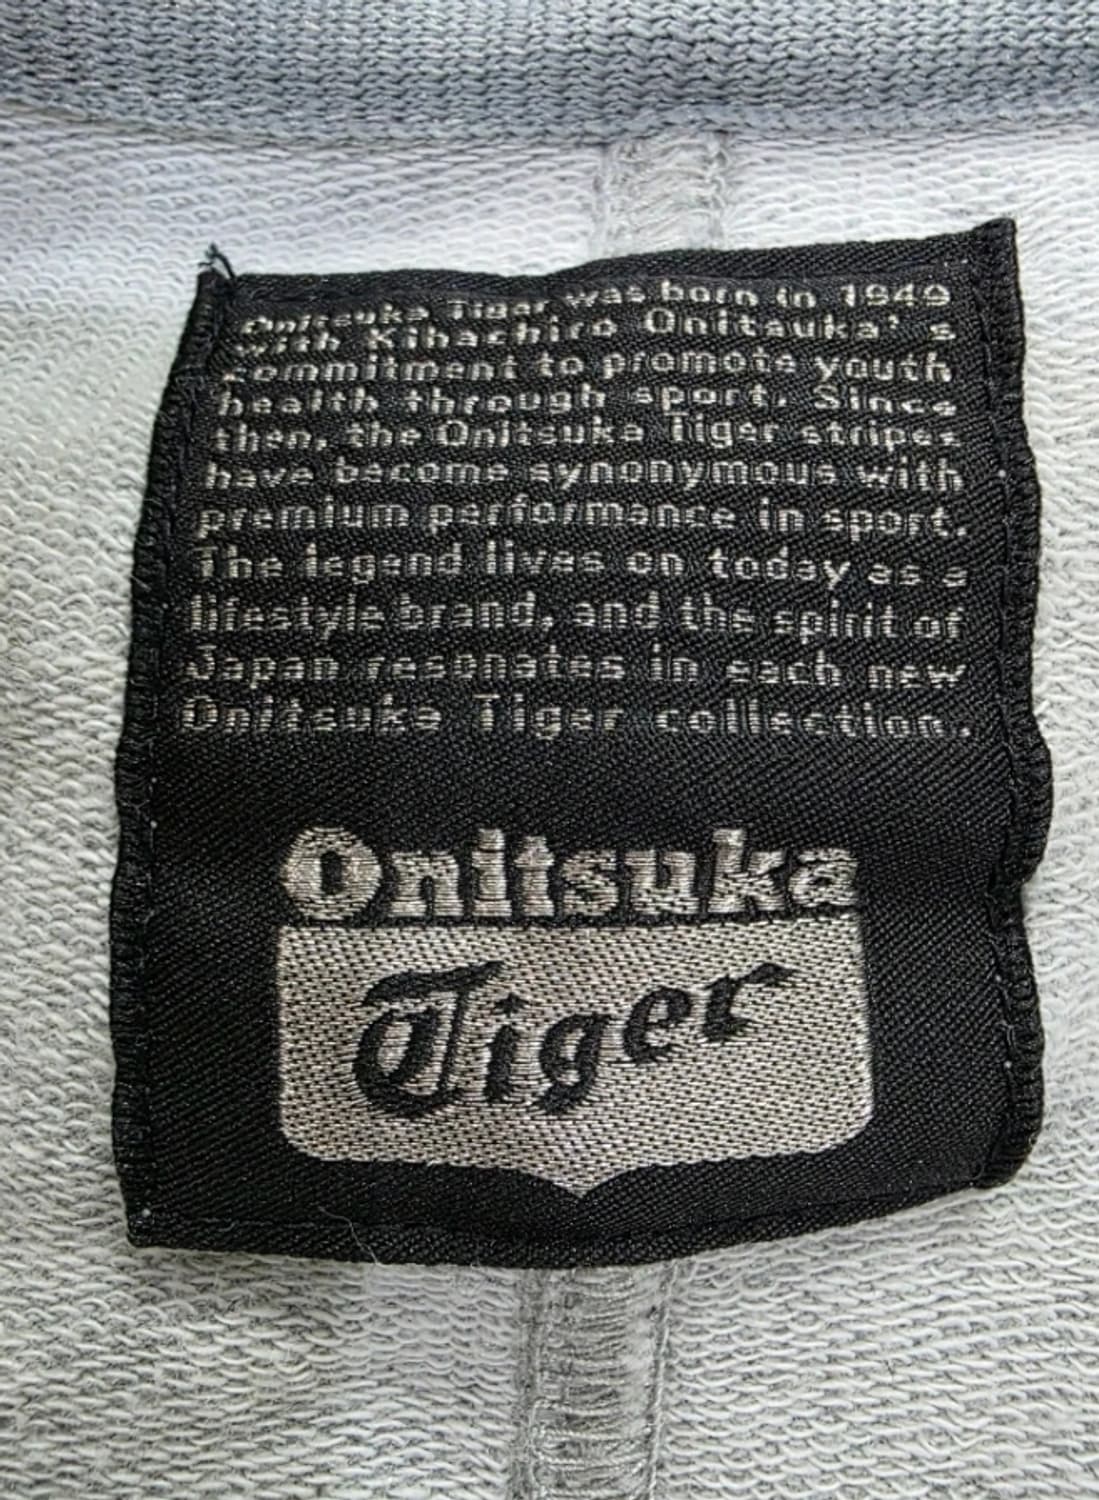 Onitsuka Tiger was born in 1949
with Kihachiro Onitsuka's
commitment to promote youth
health through sport. Since
then, the Onitsuka Tiger stripes
have become synonymous with
premium performance in sport.
The legend lives on today as a
lifestyle brand, and the spirit of
Japan resonates in each new
Onitsuka Tiger collection.
Onitsuka
Tiger